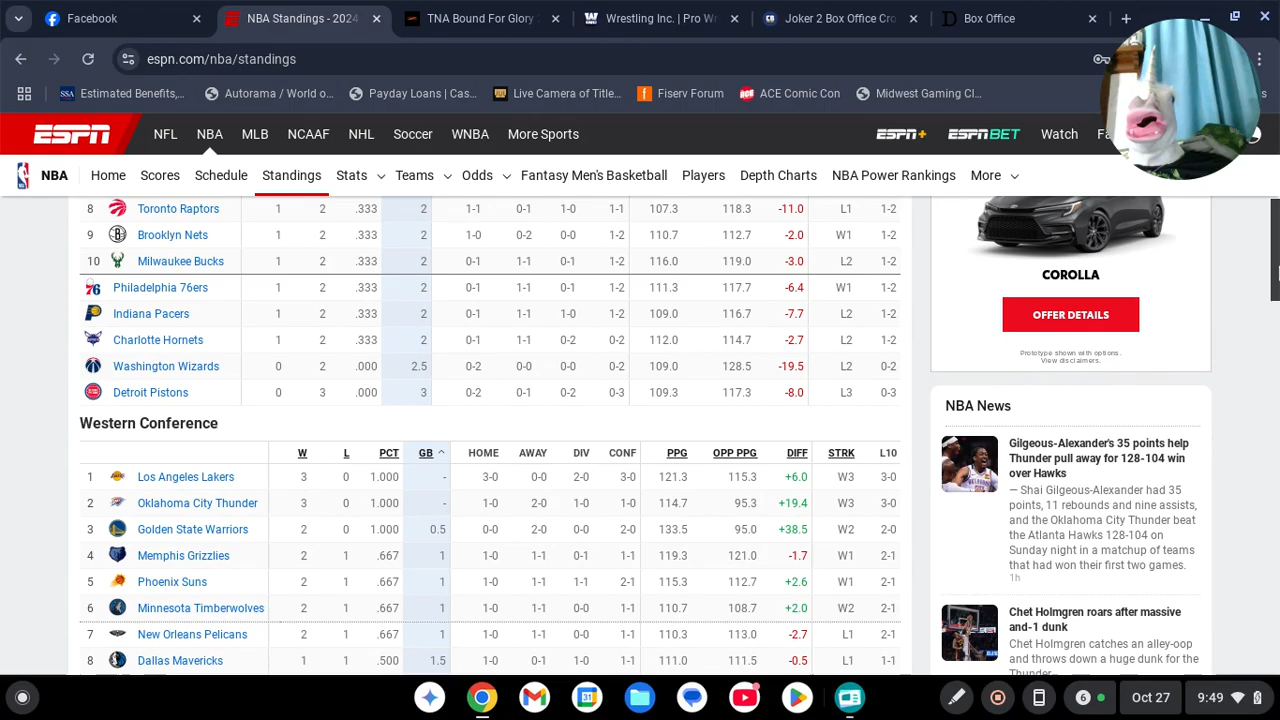 Facebook
NBA Standings - 2024
TNA Bound For Glory
Wrestling Inc. | Pro W
Joker 2 Box Office Cro
Box Office
espn.com/nba/standings
Estimated Benefits,...
Autorama / World o...
Payday Loans | Cas...
Live Camera of Title...
Fiserv Forum
ACE Comic Con
Midwest Gaming Cl...
ESPN NFL NBA MLB NCAAF NHL Soccer WNBA More Sports ESPN+ ESPN BET Watch Fa
NBA Home Scores Schedule Standings Stats Teams Odds Fantasy Men's Basketball Players Depth Charts NBA Power Rankings More
8 Toronto Raptors 1 2 .333 2 1-1 0-1 1-0 1-1 107.3 118.3 -11.0 L1 1-2
9 Brooklyn Nets 1 2 .333 2 1-0 0-2 0-0 1-2 110.7 112.7 -2.0 W1 1-2
10 Milwaukee Bucks 1 2 .333 2 0-1 1-1 0-1 1-2 116.0 119.0 -3.0 L2 1-2
Philadelphia 76ers 1 2 .333 2 0-1 1-1 0-0 1-1 111.3 117.7 -6.4 W1 1-2
Indiana Pacers 1 2 .333 2 0-1 1-1 1-0 1-2 109.0 116.7 -7.7 L2 1-2
Charlotte Hornets 1 2 .333 2 0-1 1-1 0-2 0-2 112.0 114.7 -2.7 L2 1-2
Washington Wizards 0 2 .000 2.5 0-2 0-0 0-0 0-2 109.0 128.5 -19.5 L2 0-2
Detroit Pistons 0 3 .000 3 0-2 0-1 0-2 0-3 109.3 117.3 -8.0 L3 0-3
Western Conference
W L PCT GB HOME AWAY DIV CONF PPG OPP PPG DIFF STRK L10
1 Los Angeles Lakers 3 0 1.000 - 3-0 0-0 2-0 3-0 121.3 115.3 +6.0 W3 3-0
2 Oklahoma City Thunder 3 0 1.000 - 1-0 2-0 1-0 2-0 114.7 95.3 +19.4 W3 3-0
3 Golden State Warriors 2 0 1.000 0.5 0-0 2-0 0-0 2-0 133.5 95.0 +38.5 W2 2-0
4 Memphis Grizzlies 2 1 .667 1 1-0 1-1 0-1 1-1 119.3 121.0 -1.7 W1 2-1
5 Phoenix Suns 2 1 .667 1 1-0 1-1 1-1 2-1 115.3 112.7 +2.6 W1 2-1
6 Minnesota Timberwolves 2 1 .667 1 1-0 1-1 0-0 1-1 110.7 108.7 +2.0 W2 2-1
7 New Orleans Pelicans 2 1 .667 1 1-0 1-1 0-0 1-1 110.3 113.0 -2.7 L1 2-1
8 Dallas Mavericks 1 1 .500 1.5 1-0 0-1 1-0 1-1 111.0 111.5 -0.5 L1 1-1
COROLLA
OFFER DETAILS
Prototype shown with options.
View disclaimers.
NBA News
Gilgeous-Alexander's 35 points help
Thunder pull away for 128-104 win
over Hawks
— Shai Gilgeous-Alexander had 35
points, 11 rebounds and nine assists,
and the Oklahoma City Thunder beat
the Atlanta Hawks 128-104 on
Sunday night in a matchup of teams
that had won their first two games.
1h
Chet Holmgren roars after massive
and-1 dunk
Chet Holmgren catches an alley-oop
and throws down a huge dunk for the
6 Oct 27 9:49